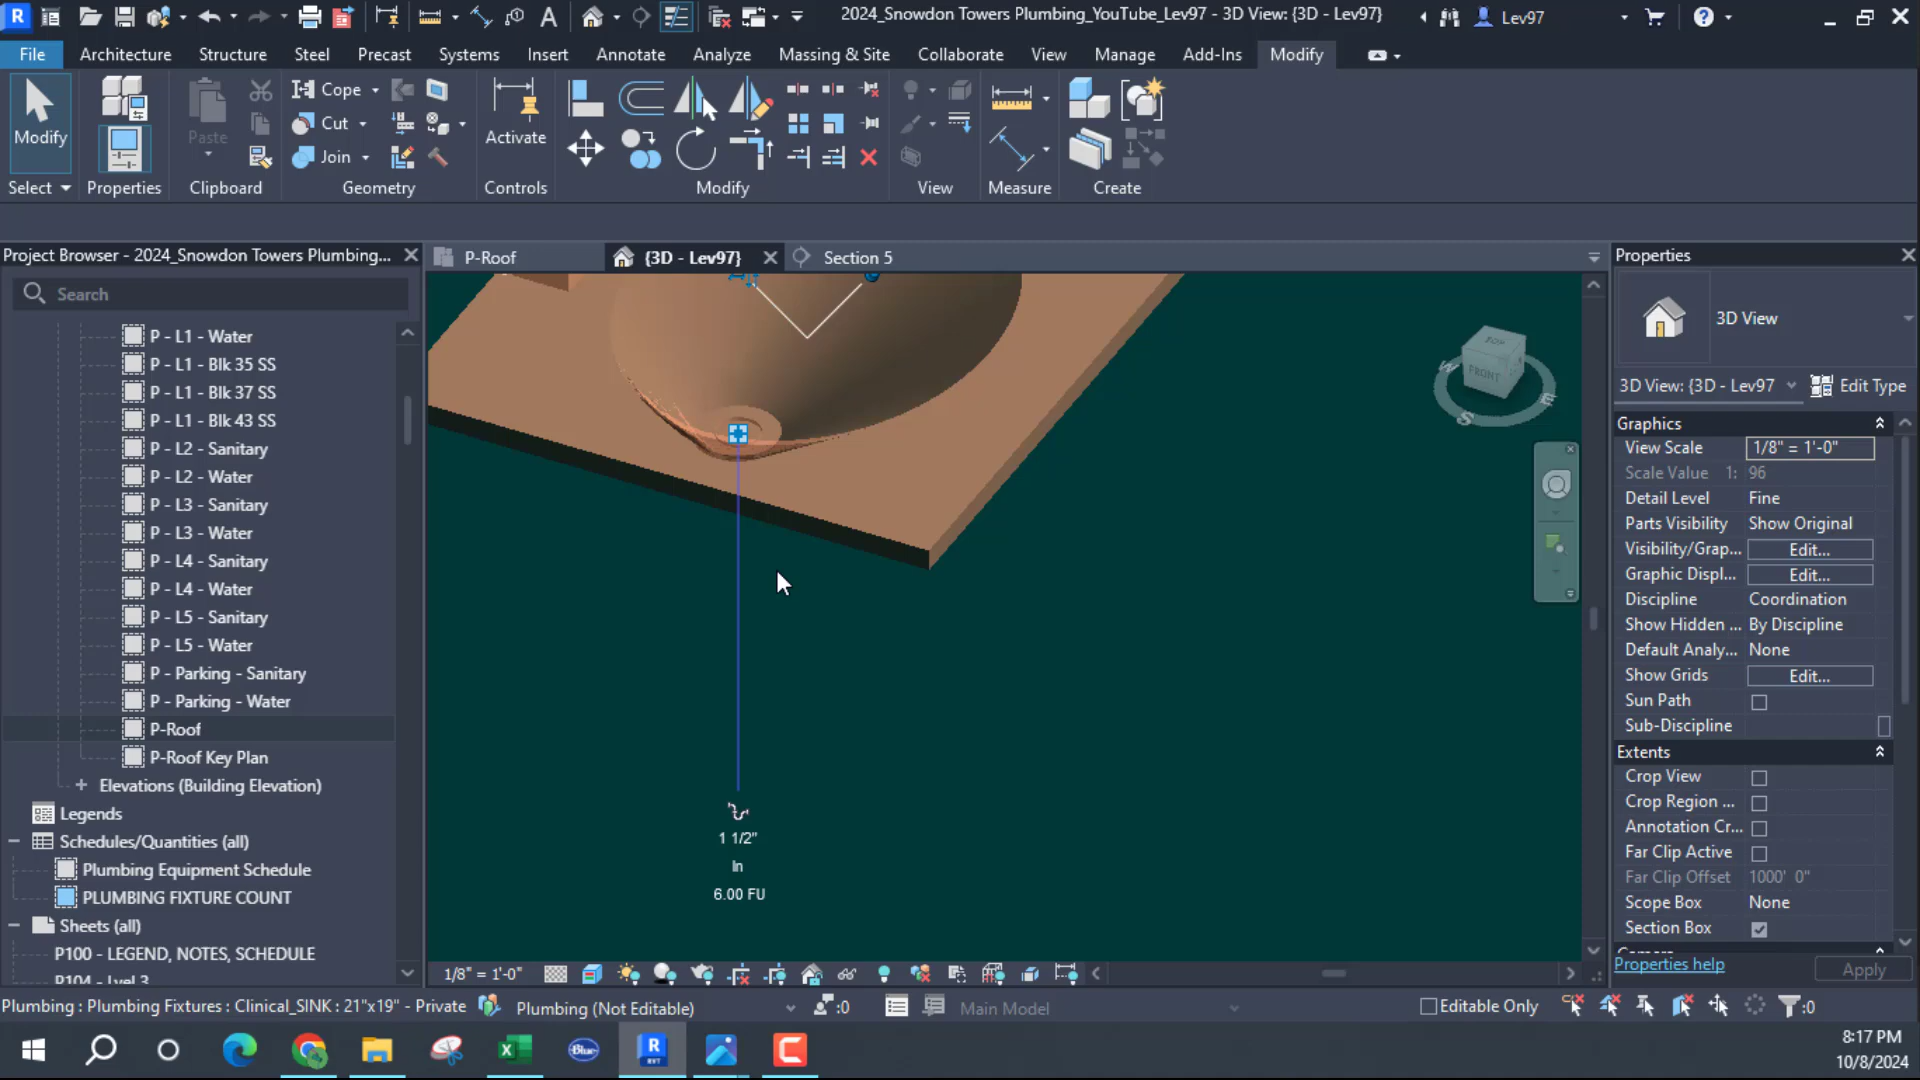 2024_Snowdon Towers Plumbing_YouTube_Lev97 - 3D View: {3D - Lev97}
Lev97
File
Architecture
Structure
Steel
Precast
Systems
Insert
Annotate
Analyze
Massing & Site
Collaborate
View
Manage
Add-Ins
Modify
Modify
Paste
Cope
Cut
Join
Activate
Select
Properties
Clipboard
Geometry
Controls
Modify
View
Measure
Create
Project Browser - 2024_Snowdon Towers Plumbing...
P-Roof
{3D - Lev97}
Section 5
Properties
Search
P - L1 - Water
P - L1 - Blk 35 SS
P - L1 - Blk 37 SS
P - L1 - Blk 43 SS
P - L2 - Sanitary
P - L2 - Water
P - L3 - Sanitary
P - L3 - Water
P - L4 - Sanitary
P - L4 - Water
P - L5 - Sanitary
P - L5 - Water
P - Parking - Sanitary
P - Parking - Water
P-Roof
P-Roof Key Plan
Elevations (Building Elevation)
Legends
Schedules/Quantities (all)
Plumbing Equipment Schedule
PLUMBING FIXTURE COUNT
Sheets (all)
P100 - LEGEND, NOTES, SCHEDULE
P104 - Lvel 3
1 1/2"
In
6.00 FU
TOP
FRONT
W
S
E
3D View
3D View: {3D - Lev97
Edit Type
Graphics
View Scale 1/8" = 1'-0"
Scale Value 1: 96
Detail Level Fine
Parts Visibility Show Original
Visibility/Grap... Edit...
Graphic Displ... Edit...
Discipline Coordination
Show Hidden ... By Discipline
Default Analy... None
Show Grids Edit...
Sun Path
Sub-Discipline
Extents
Crop View
Crop Region ...
Annotation Cr...
Far Clip Active
Far Clip Offset 1000' 0"
Scope Box None
Section Box
Properties help
Apply
1/8" = 1'-0"
Plumbing : Plumbing Fixtures : Clinical_SINK : 21"x19" - Private
Plumbing (Not Editable)
:0
Main Model
Editable Only
:0
Blue
8:17 PM
10/8/2024